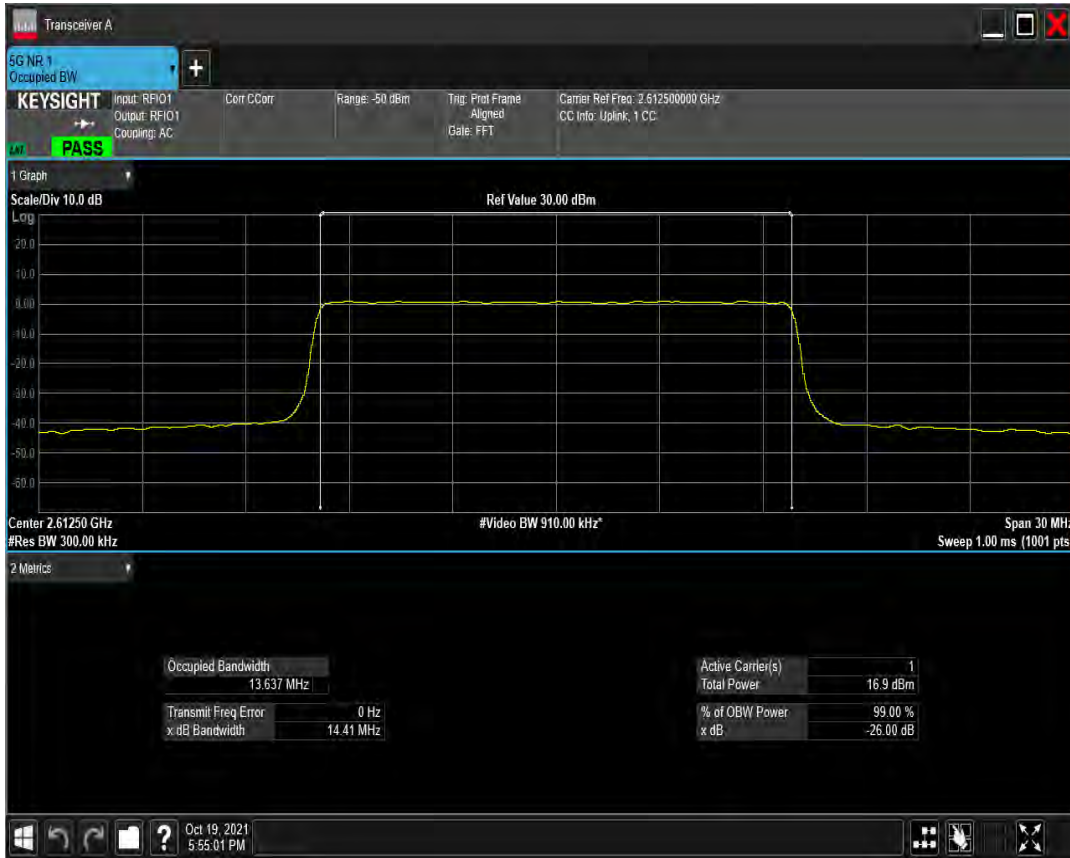 Transceiver A
5G NR 1
Occupied BW
+
KEYSIGHT
PASS
Input: RFIO1
Output: RFIO1
Coupling: AC
Corr CCorr
Range: -50 dBm
Trig: Prot Frame
Aligned
Gate: FFT
Carrier Ref Freq: 2.612500000 GHz
CC Info: Uplink, 1 CC
1 Graph
Scale/Div 10.0 dB
Ref Value 30.00 dBm
Log
20.0
10.0
0.00
-10.0
-20.0
-30.0
-40.0
-50.0
-60.0
Center 2.61250 GHz
#Video BW 910.00 kHz*
Span 30 MHz
#Res BW 300.00 kHz
Sweep 1.00 ms (1001 pts
2 Metrics
Occupied Bandwidth
13.637 MHz
Transmit Freq Error 0 Hz
x dB Bandwidth 14.41 MHz
Active Carrier(s) 1
Total Power 16.9 dBm
% of OBW Power 99.00 %
x dB -26.00 dB
?
Oct 19, 2021
5:55:01 PM